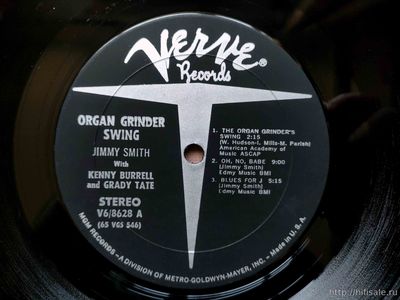 Verve®
Records
ORGAN GRINDER
SWING
JIMMY SMITH
With
KENNY BURRELL
and GRADY TATE
STEREO
V6/8628 A
(65 VGS 546)
1. THE ORGAN GRINDER'S
SWING 2:15
(W. Hudson-I. Mills-M. Parish)
American Academy of
Music ASCAP
2. OH, NO, BABE 9:00
(Jimmy Smith)
Edmy Music BMI
3. BLUES FOR J 5:15
(Jimmy Smith)
Edmy Music BMI
MGM RECORDS - A DIVISION OF METRO-GOLDWYN-MAYER, INC. - Made in U.S.A.
https://hifisale.ru